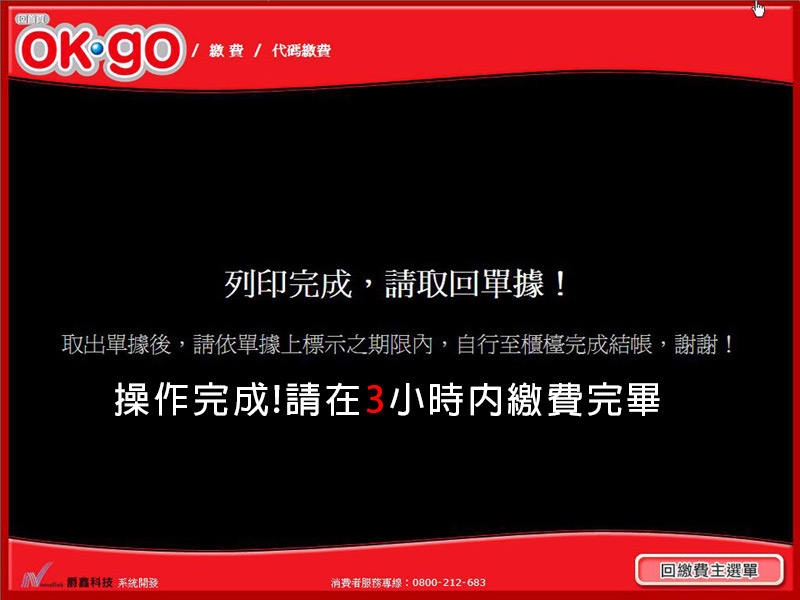 回首頁
OK·go / 繳費 / 代碼繳費
列印完成，請取回單據！
取出單據後，請依單據上標示之期限內，自行至櫃檯完成結帳，謝謝！
操作完成!請在3小時内繳費完畢
爵鑫科技 系統開發
消費者服務專線：0800-212-683
回繳費主選單